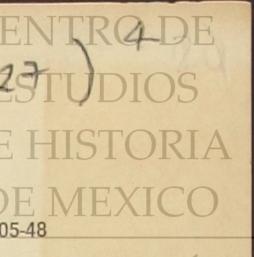 ENTRO DE
4
27)
ESTUDIOS
E HISTORIA
DE MEXICO
05-48